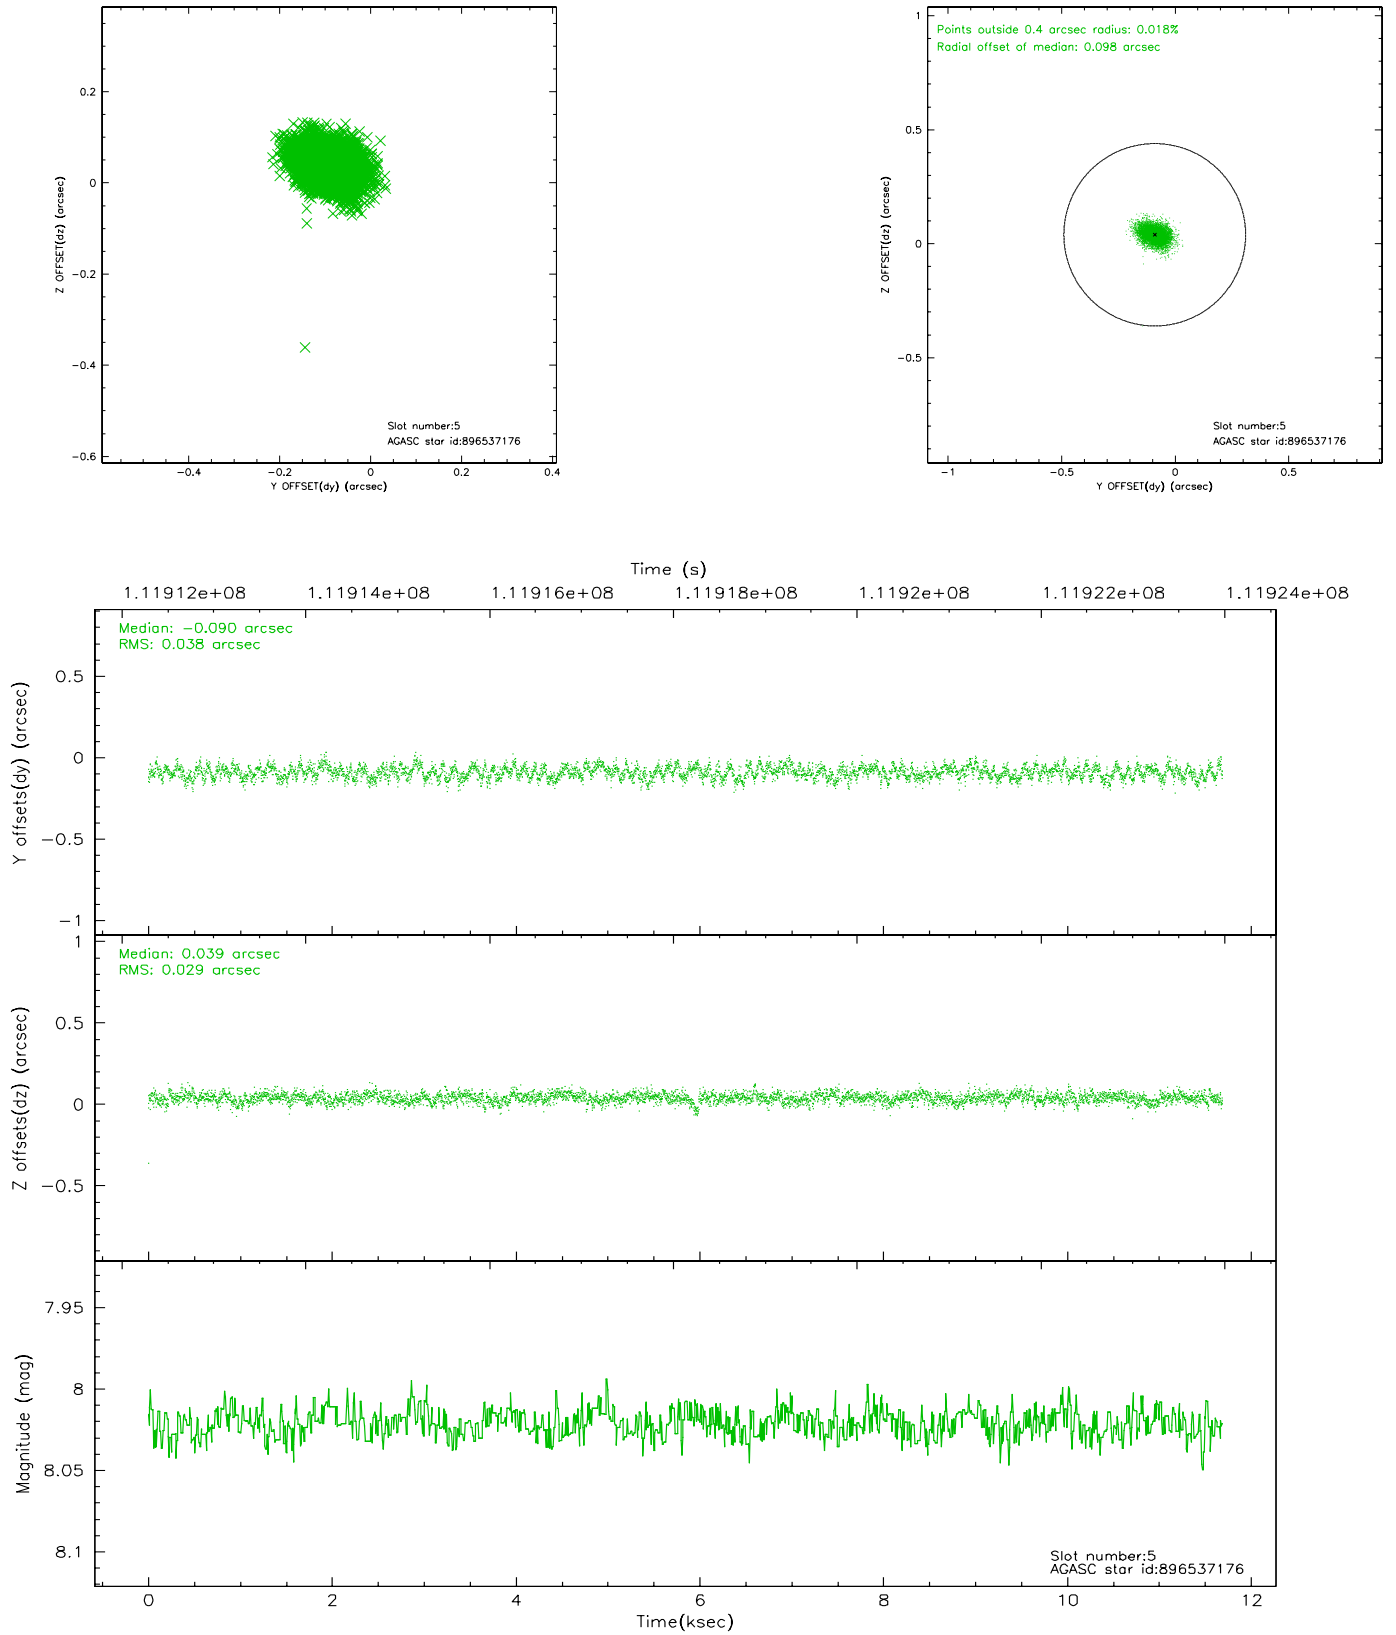 0.2
0
-0.2
-0.4
-0.6
Z OFFSET(dz) (arcsec)
Slot number:5
AGASC star id:896537176
-0.4 -0.2 0 0.2 0.4
Y OFFSET(dy) (arcsec)
Points outside 0.4 arcsec radius: 0.018%
Radial offset of median: 0.098 arcsec
1
0.5
0
-0.5
Z OFFSET(dz) (arcsec)
Slot number:5
AGASC star id:896537176
-1 -0.5 0 0.5
Y OFFSET(dy) (arcsec)
Time (s)
1.11912e+08 1.11914e+08 1.11916e+08 1.11918e+08 1.1192e+08 1.11922e+08 1.11924e+08
Median: -0.090 arcsec
RMS: 0.038 arcsec
0.5
0
-0.5
-1
Y offsets(dy) (arcsec)
Median: 0.039 arcsec
RMS: 0.029 arcsec
1
0.5
0
-0.5
Z offsets(dz) (arcsec)
7.95
8
8.05
8.1
Magnitude (mag)
Slot number:5
AGASC star id:896537176
0 2 4 6 8 10 12
Time(ksec)